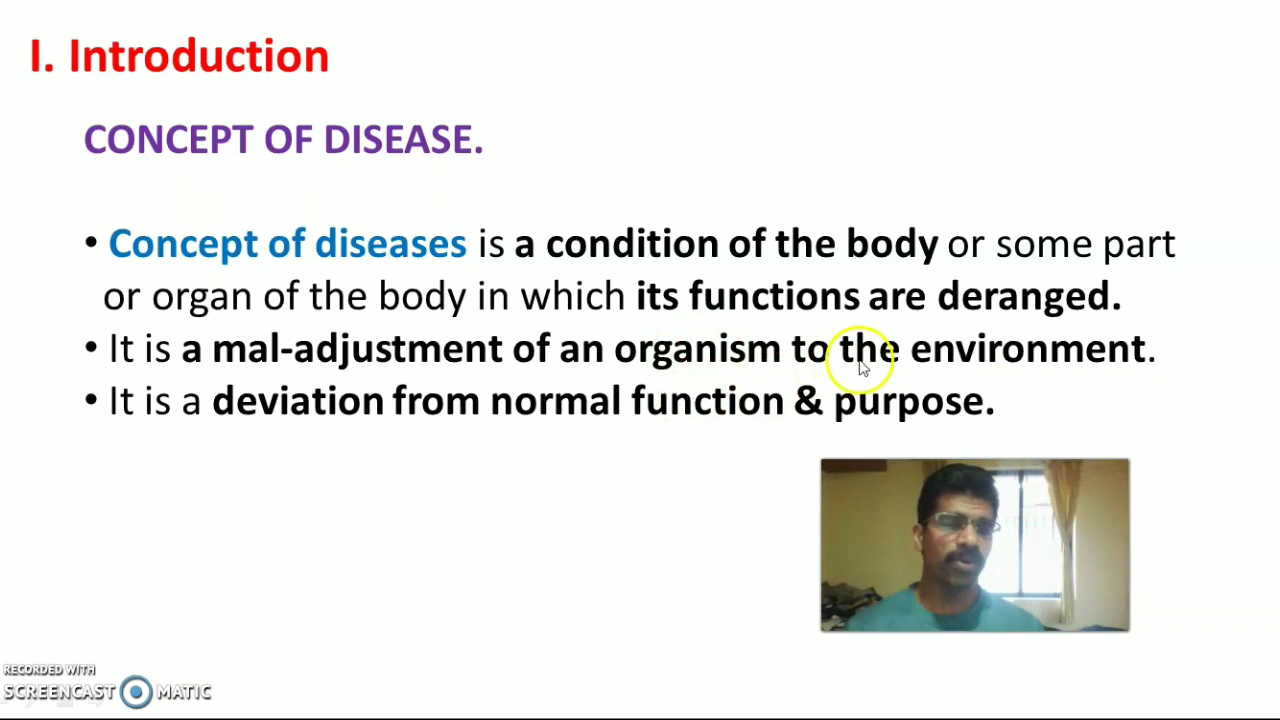 I. Introduction
CONCEPT OF DISEASE.
• Concept of diseases is a condition of the body or some part
or organ of the body in which its functions are deranged.
• It is a mal-adjustment of an organism to the environment.
• It is a deviation from normal function & purpose.
RECORDED WITH
SCREENCAST MATIC